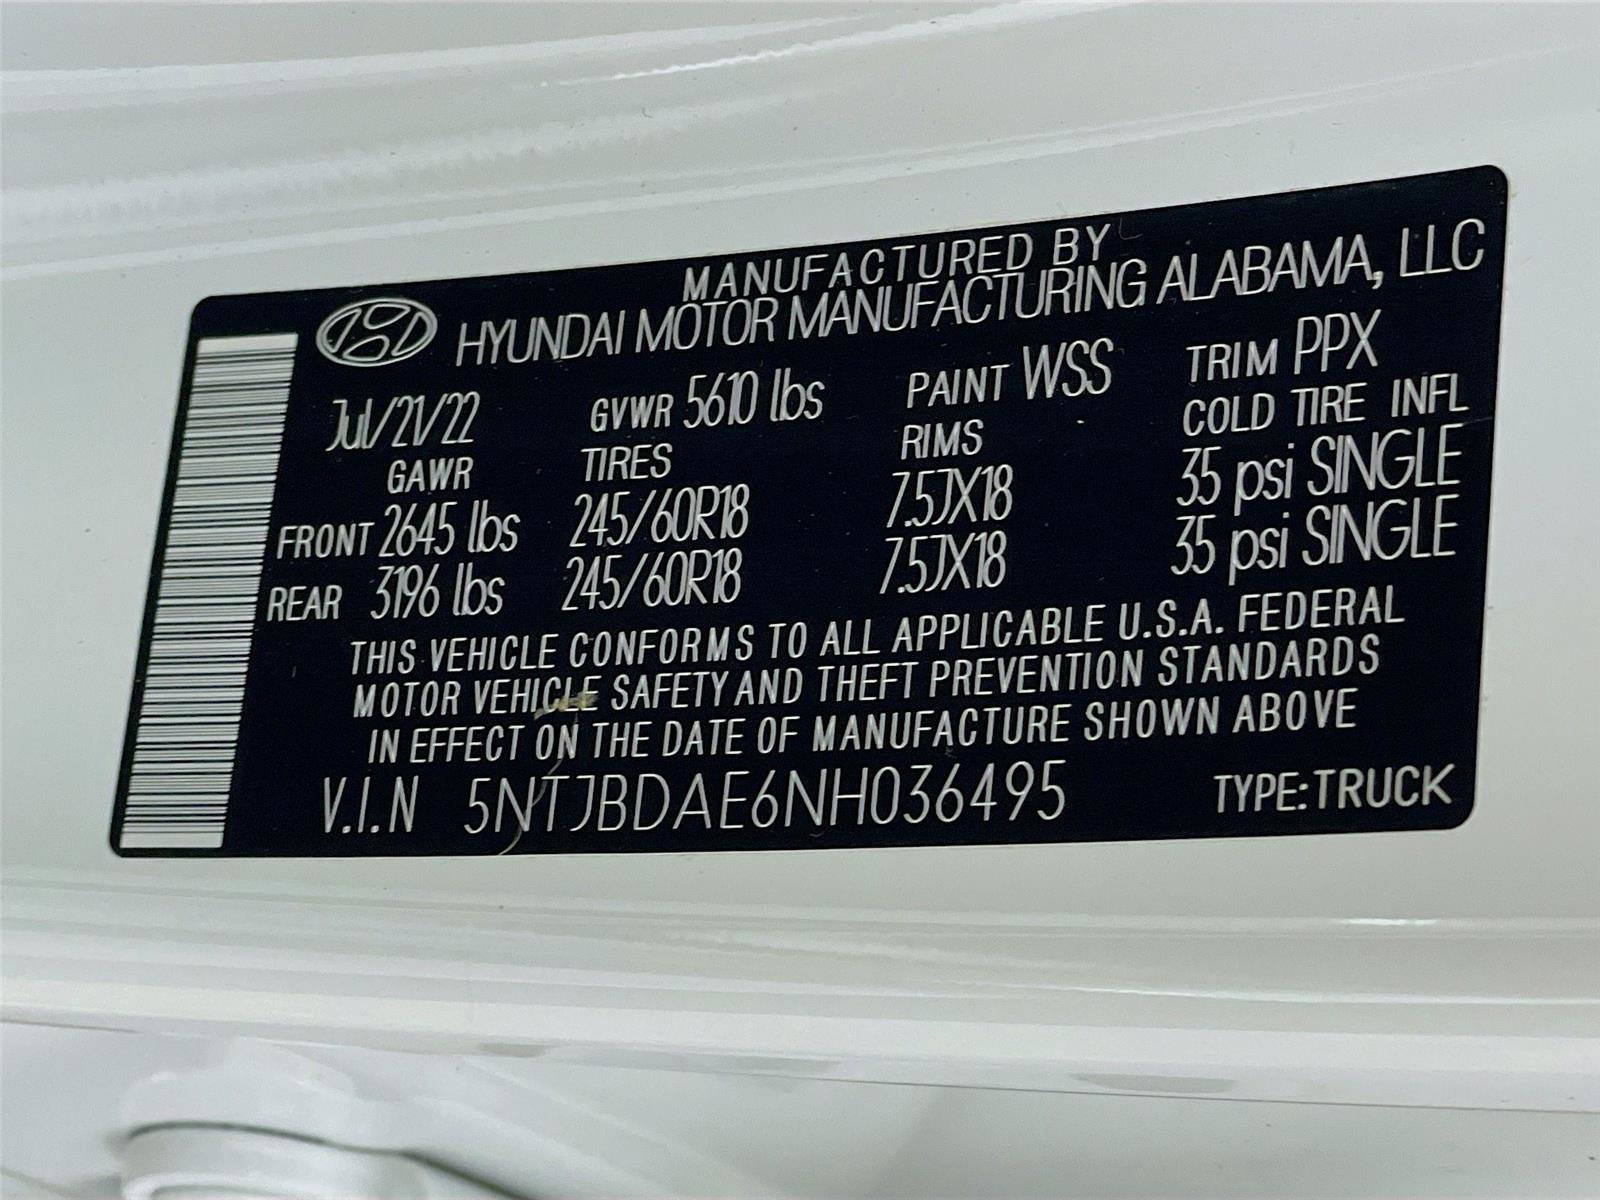 MANUFACTURED BY
HYUNDAI MOTOR MANUFACTURING ALABAMA, LLC
Jul/21/22 GVWR 5610 lbs PAINT WSS TRIM PPX
GAWR TIRES RIMS COLD TIRE INFL
FRONT 2645 lbs 245/60R18 7.5JX18 35 psi SINGLE
REAR 3196 lbs 245/60R18 7.5JX18 35 psi SINGLE
THIS VEHICLE CONFORMS TO ALL APPLICABLE U.S.A. FEDERAL
MOTOR VEHICLE SAFETY AND THEFT PREVENTION STANDARDS
IN EFFECT ON THE DATE OF MANUFACTURE SHOWN ABOVE
V.I.N 5NTJBDAE6NH036495 TYPE:TRUCK